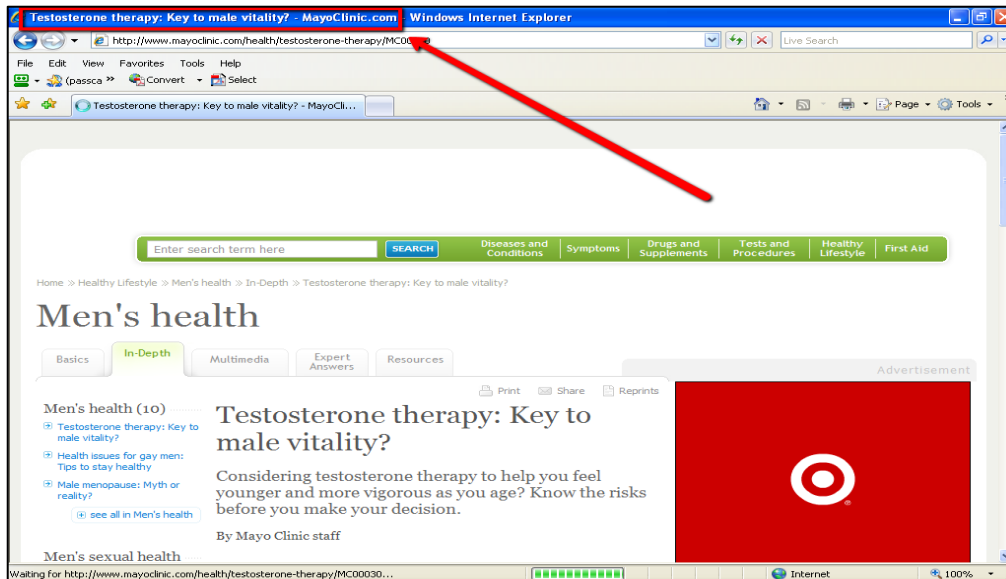 Testosterone therapy: Key to male vitality? - MayoClinic.com - Windows Internet Explorer
http://www.mayoclinic.com/health/testosterone-therapy/MC00
Live Search
File Edit View Favorites Tools Help
(passca » Convert Select
Testosterone therapy: Key to male vitality? - MayoCli...
Page Tools
Enter search term here
SEARCH
Diseases and Conditions
Symptoms
Drugs and Supplements
Tests and Procedures
Healthy Lifestyle
First Aid
Home » Healthy Lifestyle » Men's health » In-Depth » Testosterone therapy: Key to male vitality?
Men's health
Basics
In-Depth
Multimedia
Expert Answers
Resources
Advertisement
Print Share Reprints
Men's health (10)
Testosterone therapy: Key to
male vitality?
Health issues for gay men:
Tips to stay healthy
Male menopause: Myth or
reality?
see all in Men's health
Men's sexual health
Testosterone therapy: Key to
male vitality?
Considering testosterone therapy to help you feel
younger and more vigorous as you age? Know the risks
before you make your decision.
By Mayo Clinic staff
Waiting for http://www.mayoclinic.com/health/testosterone-therapy/MC00030...
Internet
100%